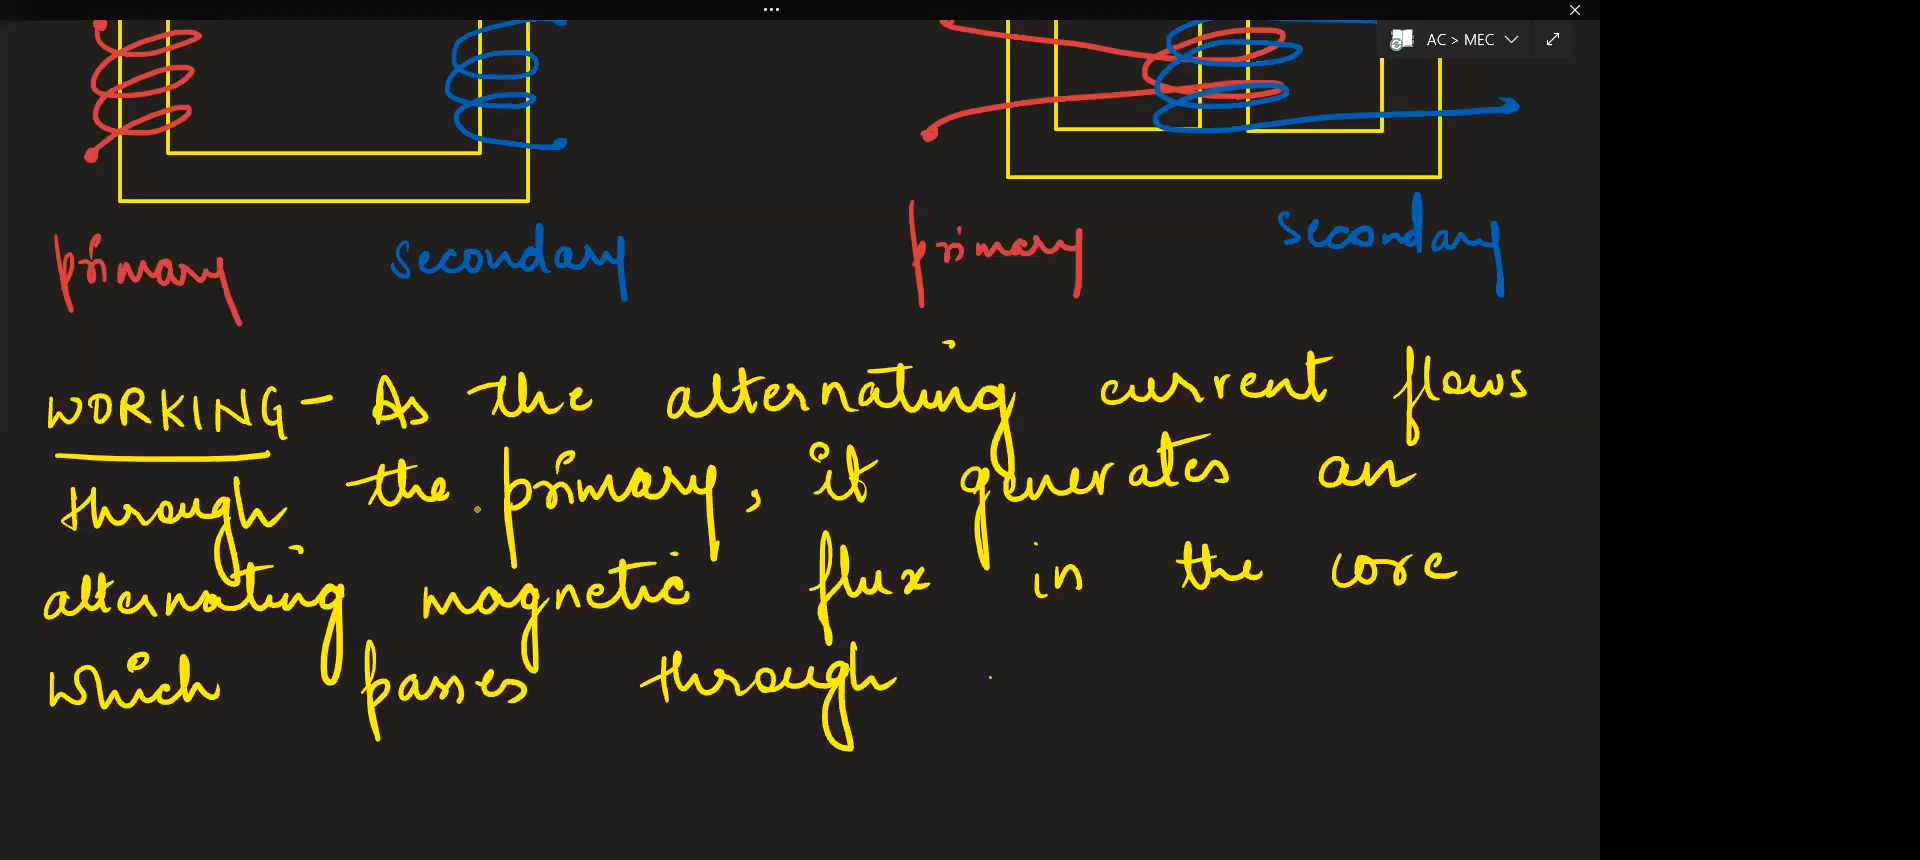 AC > MEC
primary secondary primary secondary
WORKING - As the alternating current flows
through the primary, it generates an
alternating magnetic flux in the core
which passes through